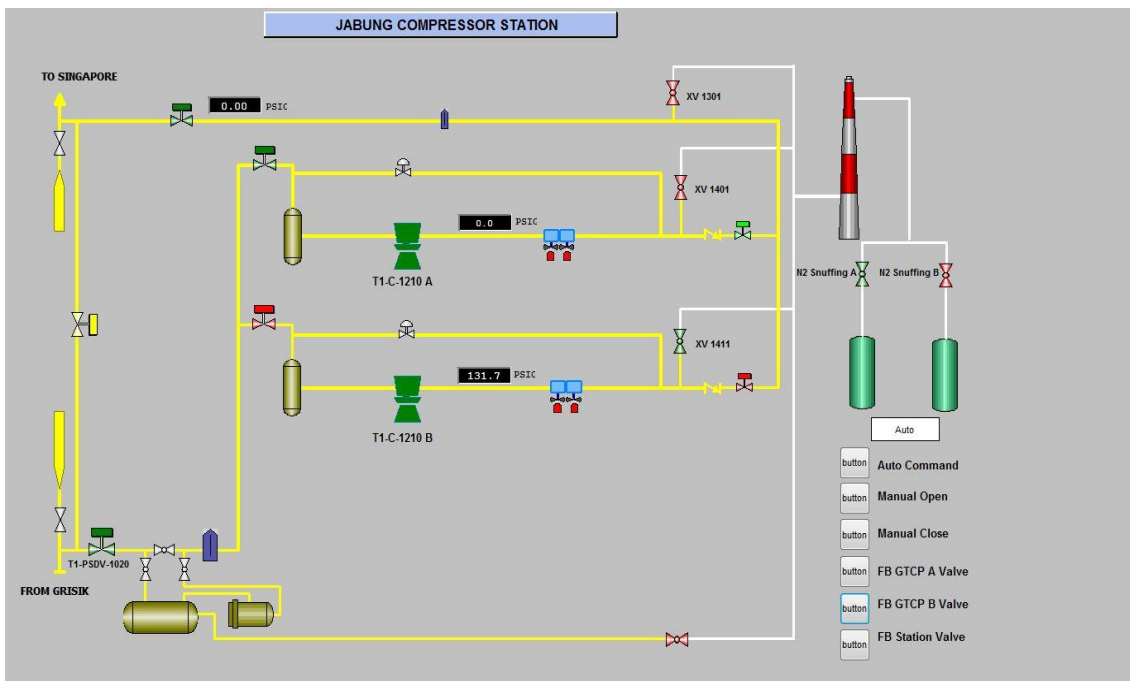 JABUNG COMPRESSOR STATION
TO SINGAPORE
0.00 PSIC
XV 1301
XV 1401
0.0 PSIC
T1-C-1210 A
N2 Snuffing A
N2 Snuffing B
XV 1411
131.7 PSIC
T1-C-1210 B
Auto
button Auto Command
button Manual Open
button Manual Close
T1-PSDV-1020
button FB GTCP A Valve
FROM GRISIK
button FB GTCP B Valve
button FB Station Valve